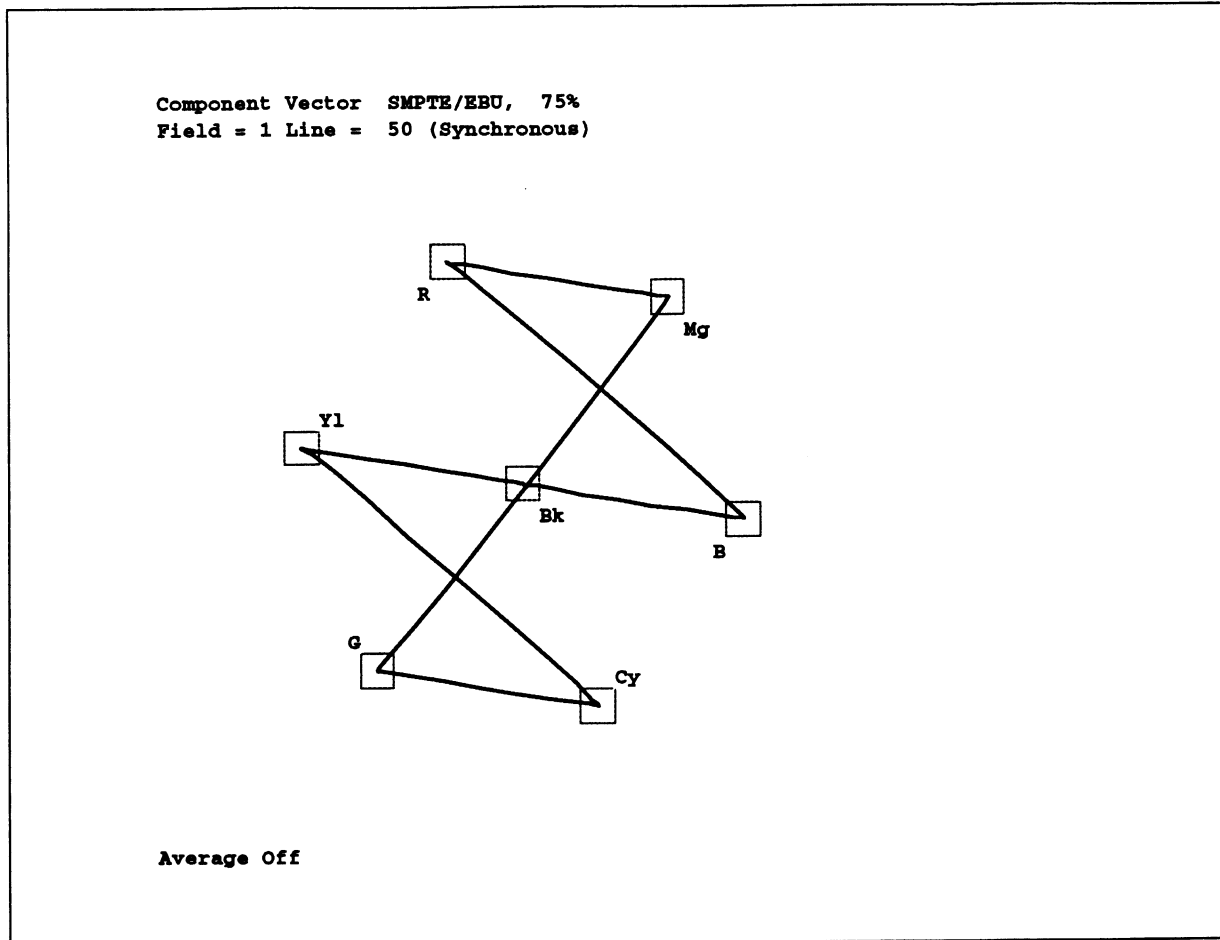 Component Vector SMPTE/EBU, 75%
Field = 1 Line = 50 (Synchronous)
R
Mg
Yl
Bk
B
G
Cy
Average Off